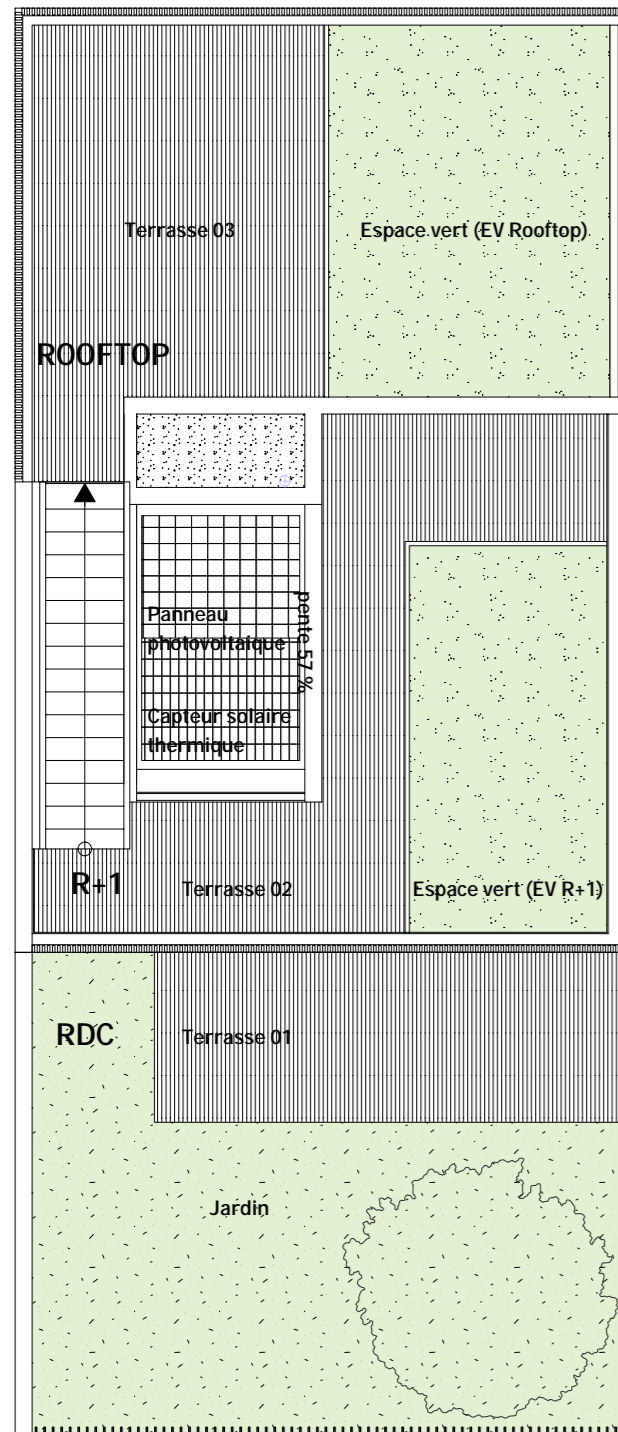 Terrasse 03
Espace vert (EV Rooftop)
ROOFTOP
Panneau
photovoltaique
pente 57 %
Capteur solaire
thermique
R+1
Terrasse 02
Espace vert (EV R+1)
RDC
Terrasse 01
Jardin